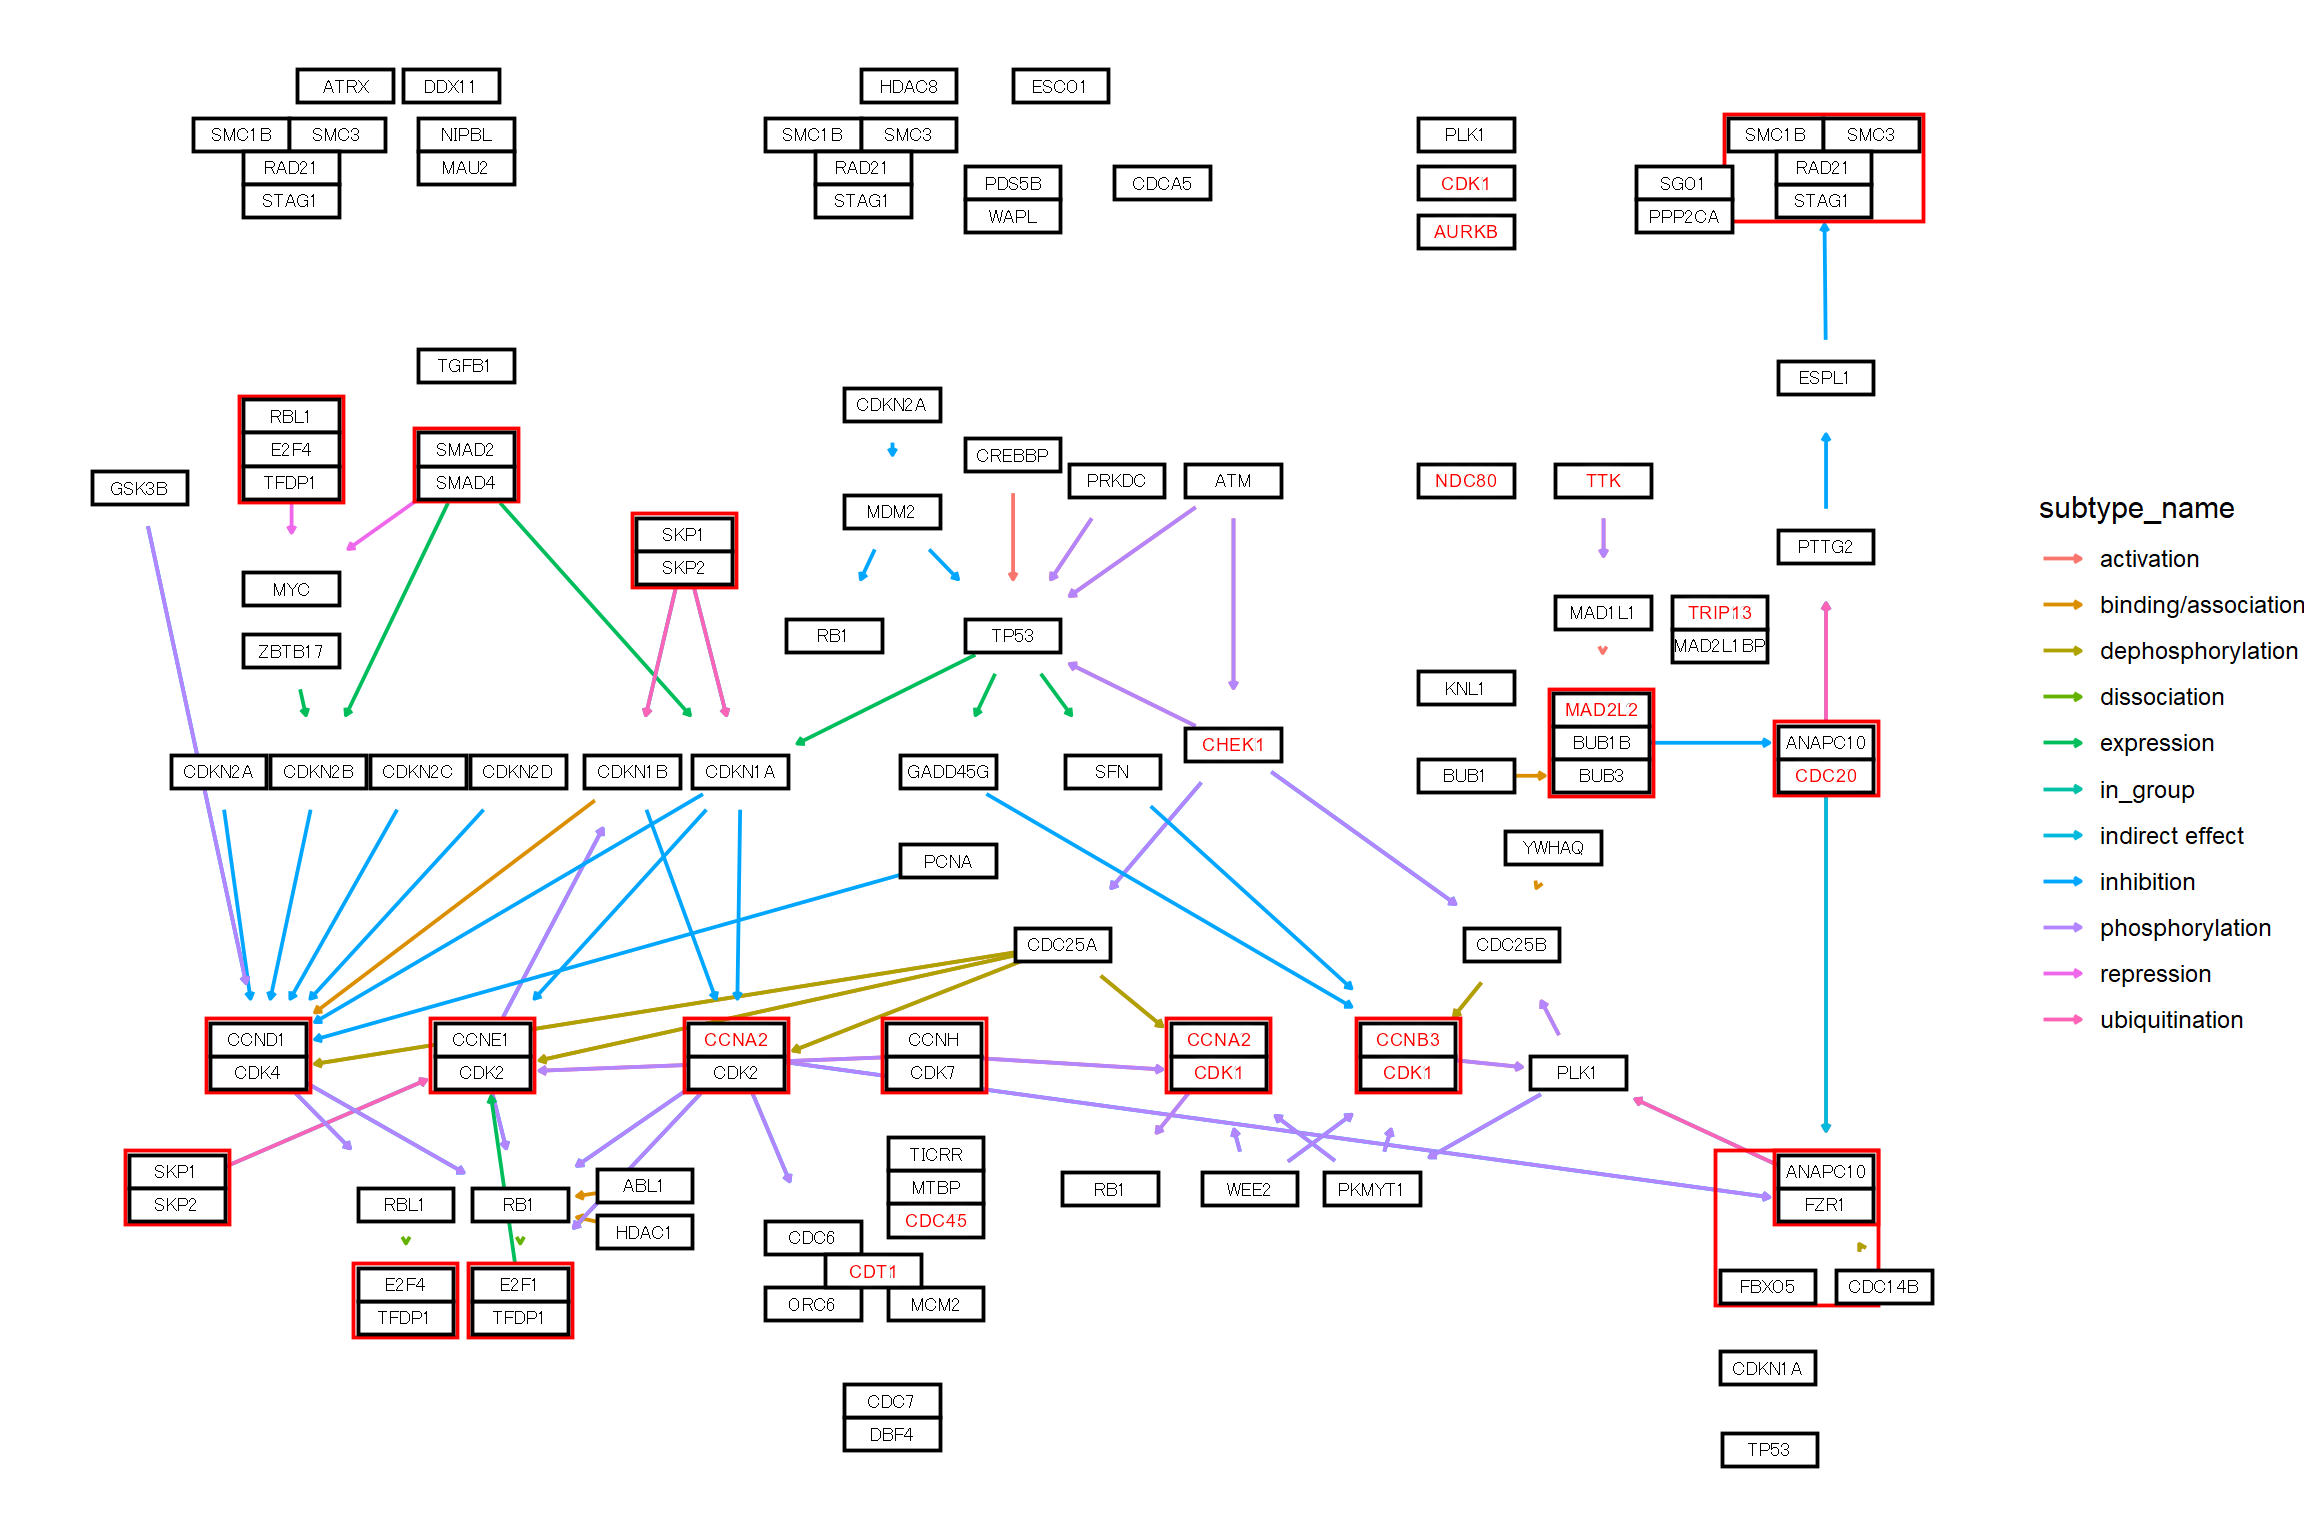 ATRX DDX11 HDAC8 ESCO1
SMC1B SMC3 NIPBL SMC1B SMC3 PLK1 SMC1B SMC3
RAD21 MAU2 RAD21 PDS5B CDCA5 CDK1 SGO1 RAD21
STAG1 STAG1 WAPL AURKB PPP2CA STAG1
TGFB1 ESPL1
RBL1 CDKN2A
E2F4 SMAD2 CREBBP
TFDP1 SMAD4 GSK3B PRKDC ATM NDC80 TTK
MDM2
SKP1 PTTG2
SKP2
MYC MAD1L1 TRIP13
ZBTB17 RB1 TP53 MAD2L1BP
KNL1 MAD2L2
CHEK1 BUB1B ANAPC10
CDKN2A CDKN2B CDKN2C CDKN2D CDKN1B CDKN1A GADD45G SFN BUB1 BUB3 CDC20
PCNA YWHAQ
CDC25A CDC25B
CCND1 CCNE1 CCNA2 CCNH CCNA2 CCNB3
CDK4 CDK2 CDK2 CDK7 CDK1 CDK1 PLK1
SKP1 TICRR ANAPC10
SKP2 RBL1 RB1 ABL1 MTBP RB1 WEE2 PKMYT1 FZR1
HDAC1 CDC45
CDC6
CDT1
E2F4 E2F1 ORC6 MCM2 FBXO5 CDC14B
TFDP1 TFDP1
CDKN1A
CDC7
DBF4 TP53
subtype_name
activation
binding/association
dephosphorylation
dissociation
expression
in_group
indirect effect
inhibition
phosphorylation
repression
ubiquitination